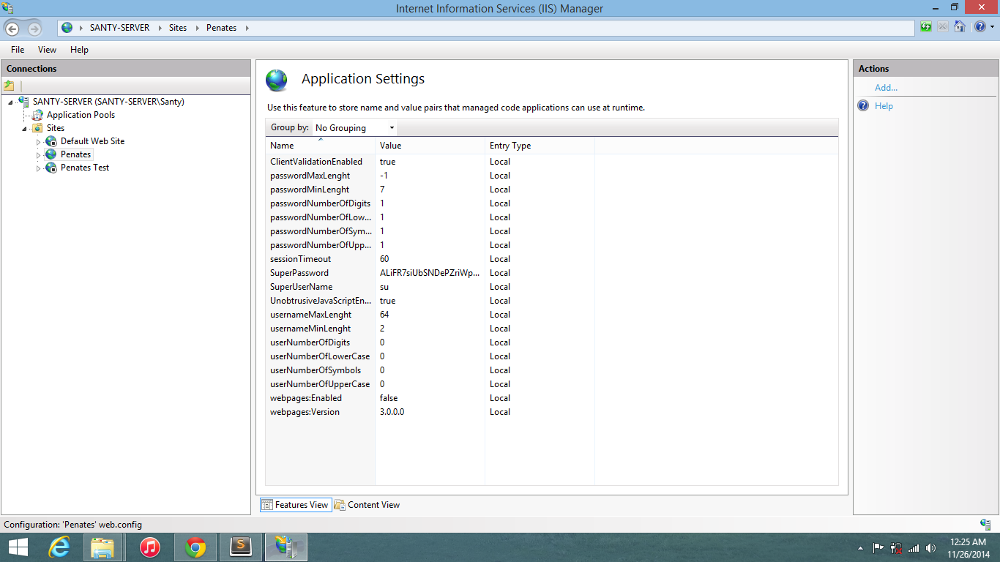 Internet Information Services (IIS) Manager
SANTY-SERVER Sites Penates
File View Help
Connections
SANTY-SERVER (SANTY-SERVER\Santy)
Application Pools
Sites
Default Web Site
Penates
Penates Test
Application Settings
Use this feature to store name and value pairs that managed code applications can use at runtime.
Group by: No Grouping
Name Value Entry Type
ClientValidationEnabled true Local
passwordMaxLenght -1 Local
passwordMinLenght 7 Local
passwordNumberOfDigits 1 Local
passwordNumberOfLow... 1 Local
passwordNumberOfSym... 1 Local
passwordNumberOfUpp... 1 Local
sessionTimeout 60 Local
SuperPassword ALiFR7siUbSNDePZriWp... Local
SuperUserName su Local
UnobtrusiveJavaScriptEn... true Local
usernameMaxLenght 64 Local
usernameMinLenght 2 Local
userNumberOfDigits 0 Local
userNumberOfLowerCase 0 Local
userNumberOfSymbols 0 Local
userNumberOfUpperCase 0 Local
webpages:Enabled false Local
webpages:Version 3.0.0.0 Local
Features View Content View
Actions
Add...
Help
Configuration: 'Penates' web.config
12:25 AM
11/26/2014